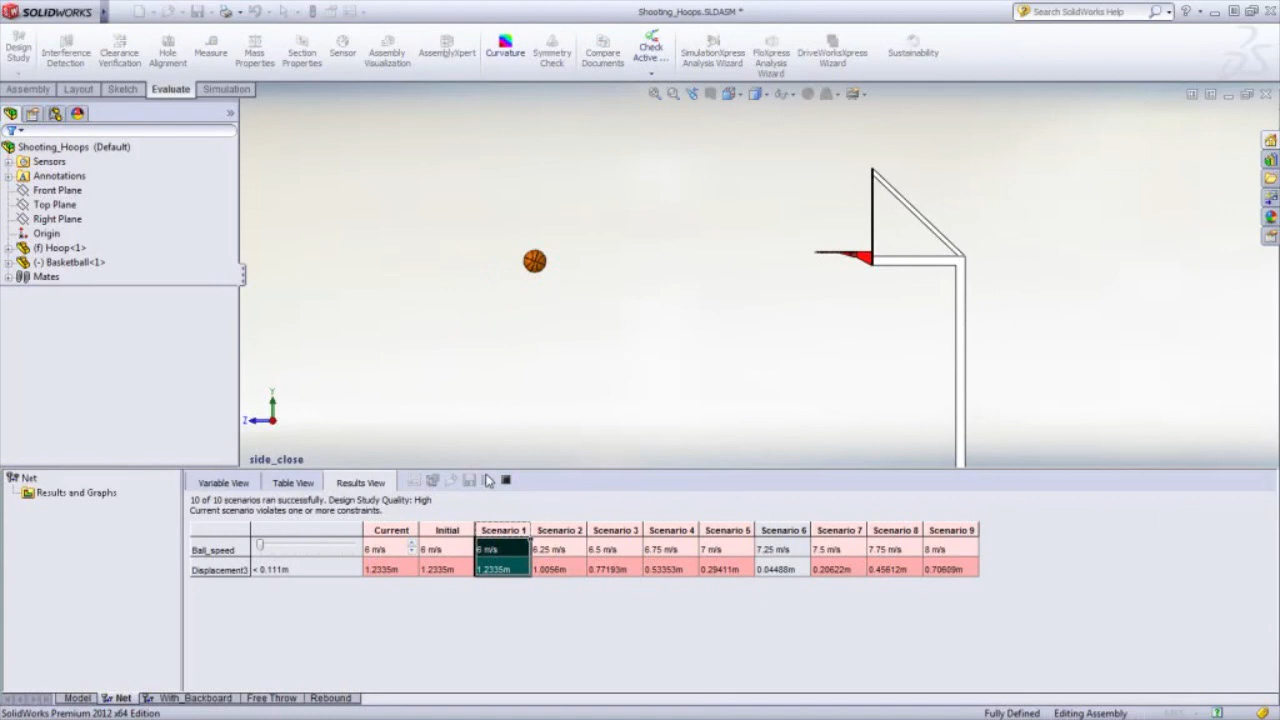 SOLIDWORKS
Shooting_Hoops.SLDASM *
Search SolidWorks Help
Design Study
Interference Detection
Clearance Verification
Hole Alignment
Measure
Mass Properties
Section Properties
Sensor
Assembly Visualization
AssemblyXpert
Curvature
Symmetry Check
Compare Documents
Check Active ...
SimulationXpress Analysis Wizard
FloXpress Analysis Wizard
DriveWorksXpress Wizard
Sustainability
Assembly Layout Sketch Evaluate Simulation
Shooting_Hoops (Default)
Sensors
Annotations
Front Plane
Top Plane
Right Plane
Origin
(f) Hoop<1>
(-) Basketball<1>
Mates
Y
Z
side_close
Net
Results and Graphs
Variable View Table View Results View
10 of 10 scenarios ran successfully. Design Study Quality: High
Current scenario violates one or more constraints.
Current Initial Scenario 1 Scenario 2 Scenario 3 Scenario 4 Scenario 5 Scenario 6 Scenario 7 Scenario 8 Scenario 9
Ball_speed 6 m/s 6 m/s 6 m/s 6.25 m/s 6.5 m/s 6.75 m/s 7 m/s 7.25 m/s 7.5 m/s 7.75 m/s 8 m/s
Displacement3 < 0.111m 1.2335m 1.2335m 1.2335m 1.0056m 0.77193m 0.53353m 0.29411m 0.04488m 0.20622m 0.45612m 0.70609m
Model Net With_Backboard Free Throw Rebound
SolidWorks Premium 2012 x64 Edition
Fully Defined Editing Assembly